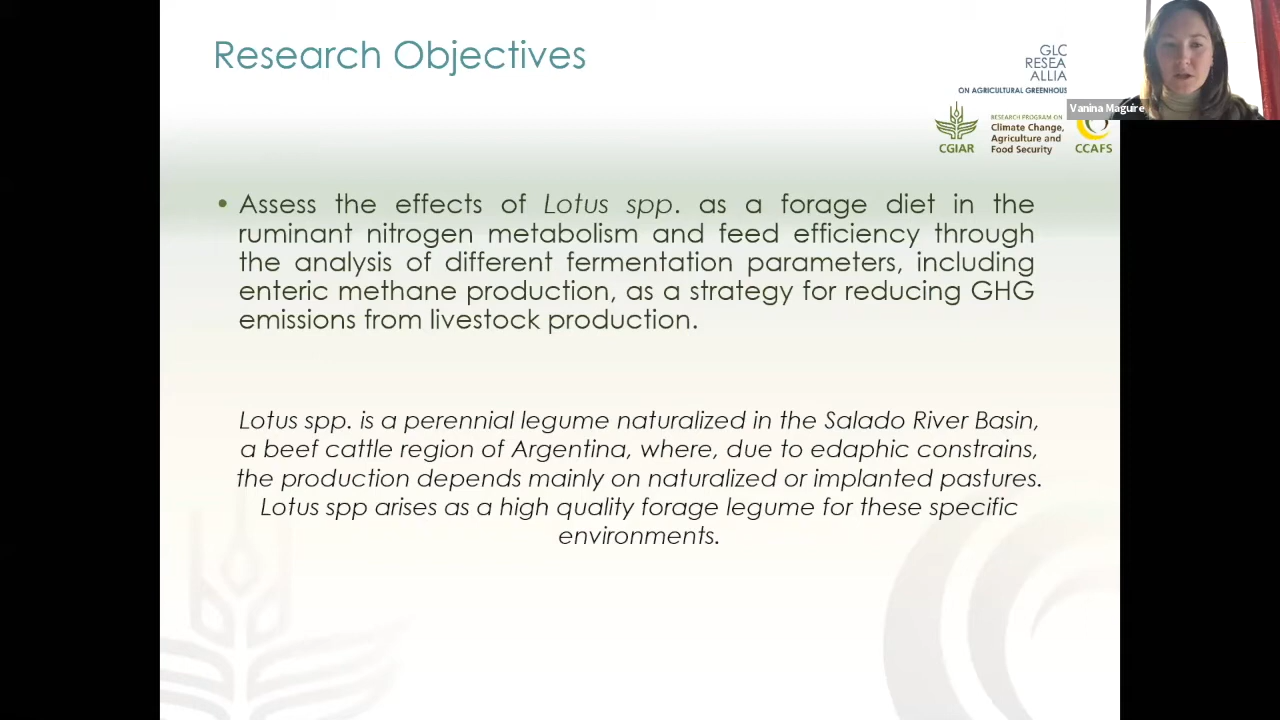 Research Objectives
GLC
RESEA
ALLIA
ON AGRICULTURAL GREENHOUS
Vanina Maguire
CGIAR
RESEARCH PROGRAM ON
Climate Change,
Agriculture and
Food Security
CCAFS
• Assess the effects of Lotus spp. as a forage diet in the
ruminant nitrogen metabolism and feed efficiency through
the analysis of different fermentation parameters, including
enteric methane production, as a strategy for reducing GHG
emissions from livestock production.
Lotus spp. is a perennial legume naturalized in the Salado River Basin,
a beef cattle region of Argentina, where, due to edaphic constrains,
the production depends mainly on naturalized or implanted pastures.
Lotus spp arises as a high quality forage legume for these specific
environments.